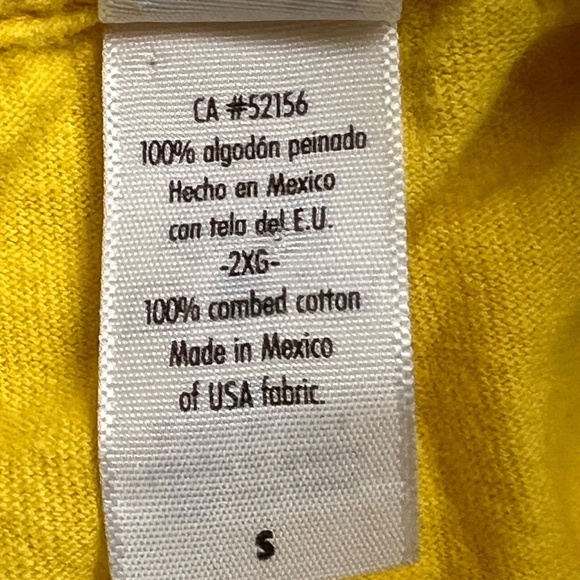 CA #52156
100% algodón peinado
Hecho en Mexico
con tela del E.U.
-2XG-
100% combed cotton
Made in Mexico
of USA fabric.
S